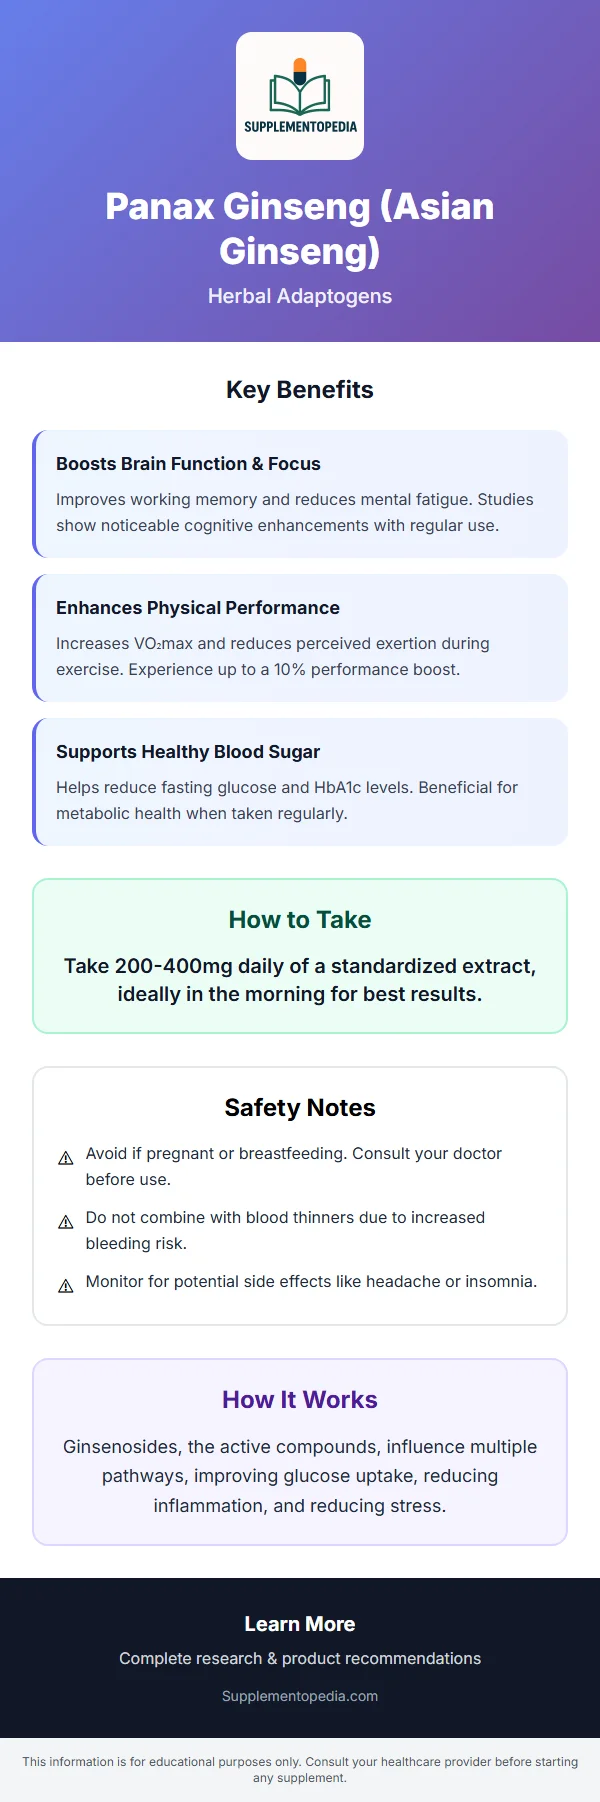 SUPPLEMENTOPEDIA
Panax Ginseng (Asian
Ginseng)
Herbal Adaptogens
Key Benefits
Boosts Brain Function & Focus
Improves working memory and reduces mental fatigue. Studies
show noticeable cognitive enhancements with regular use.
Enhances Physical Performance
Increases VO₂max and reduces perceived exertion during
exercise. Experience up to a 10% performance boost.
Supports Healthy Blood Sugar
Helps reduce fasting glucose and HbA1c levels. Beneficial for
metabolic health when taken regularly.
How to Take
Take 200-400mg daily of a standardized extract,
ideally in the morning for best results.
Safety Notes
⚠ Avoid if pregnant or breastfeeding. Consult your doctor
before use.
⚠ Do not combine with blood thinners due to increased
bleeding risk.
⚠ Monitor for potential side effects like headache or insomnia.
How It Works
Ginsenosides, the active compounds, influence multiple
pathways, improving glucose uptake, reducing
inflammation, and reducing stress.
Learn More
Complete research & product recommendations
Supplementopedia.com
This information is for educational purposes only. Consult your healthcare provider before starting
any supplement.